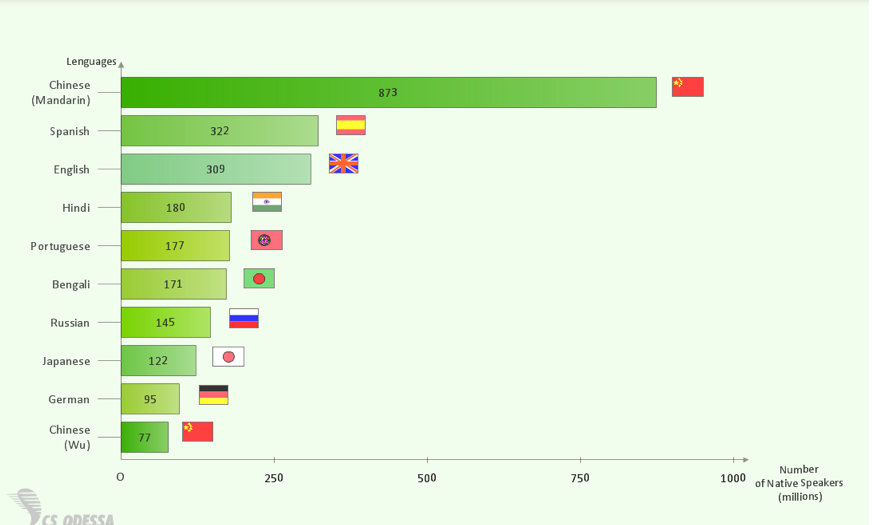 Lenguages
Chinese
(Mandarin)
873
Spanish
322
English
309
Hindi
180
Portuguese
177
Bengali
171
Russian
145
Japanese
122
German
95
Chinese
(Wu)
77
O
250
500
750
1000
Number
of Native Speakers
(millions)
CS ODESSA